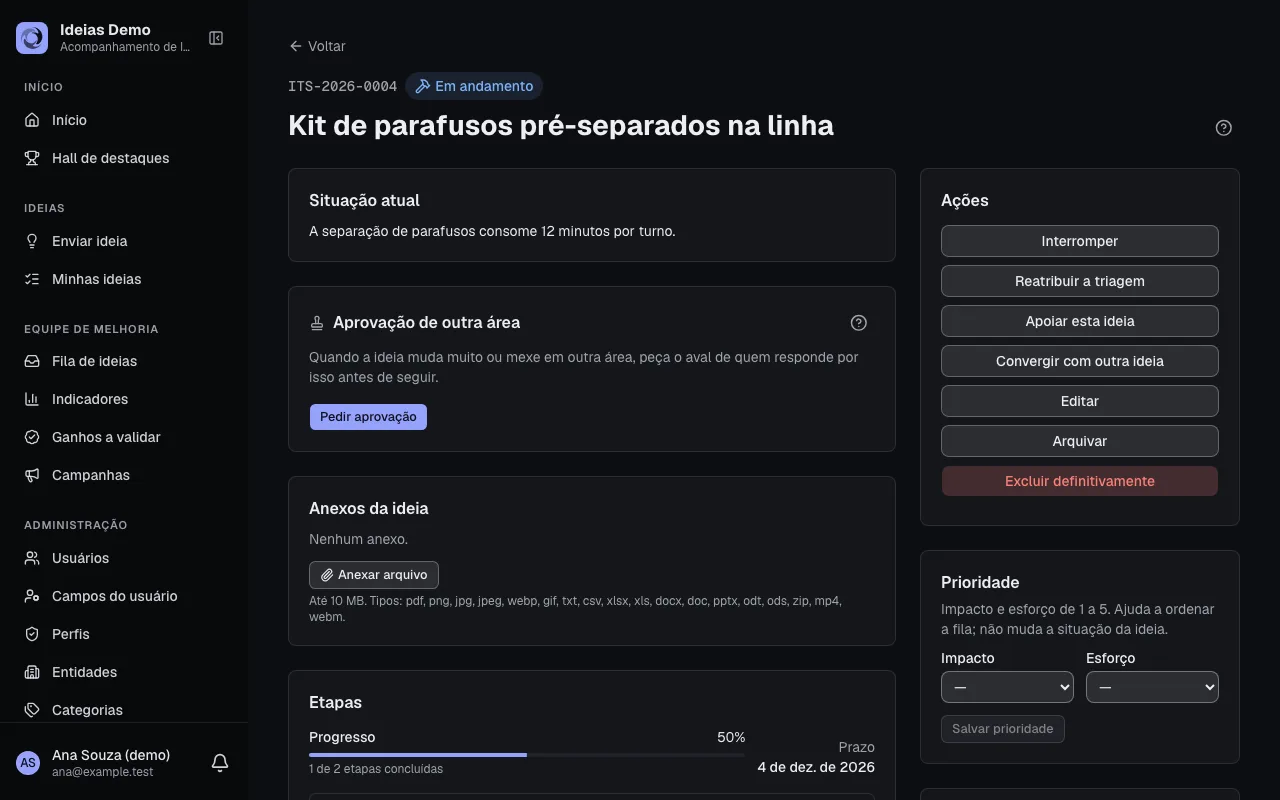 Ideias Demo
Acompanhamento de I...
INÍCIO
Início
Hall de destaques
IDEIAS
Enviar ideia
Minhas ideias
EQUIPE DE MELHORIA
Fila de ideias
Indicadores
Ganhos a validar
Campanhas
ADMINISTRAÇÃO
Usuários
Campos do usuário
Perfis
Entidades
Categorias
AS
Ana Souza (demo)
ana@example.test
Voltar
ITS-2026-0004
Em andamento
Kit de parafusos pré-separados na linha
Situação atual
A separação de parafusos consome 12 minutos por turno.
Aprovação de outra área
Quando a ideia muda muito ou mexe em outra área, peça o aval de quem responde por
isso antes de seguir.
Pedir aprovação
Anexos da ideia
Nenhum anexo.
Anexar arquivo
Até 10 MB. Tipos: pdf, png, jpg, jpeg, webp, gif, txt, csv, xlsx, xls, docx, doc, pptx, odt, ods, zip, mp4,
webm.
Etapas
Progresso
50%
1 de 2 etapas concluídas
Prazo
4 de dez. de 2026
Ações
Interromper
Reatribuir a triagem
Apoiar esta ideia
Convergir com outra ideia
Editar
Arquivar
Excluir definitivamente
Prioridade
Impacto e esforço de 1 a 5. Ajuda a ordenar
a fila; não muda a situação da ideia.
Impacto
Esforço
—
—
Salvar prioridade